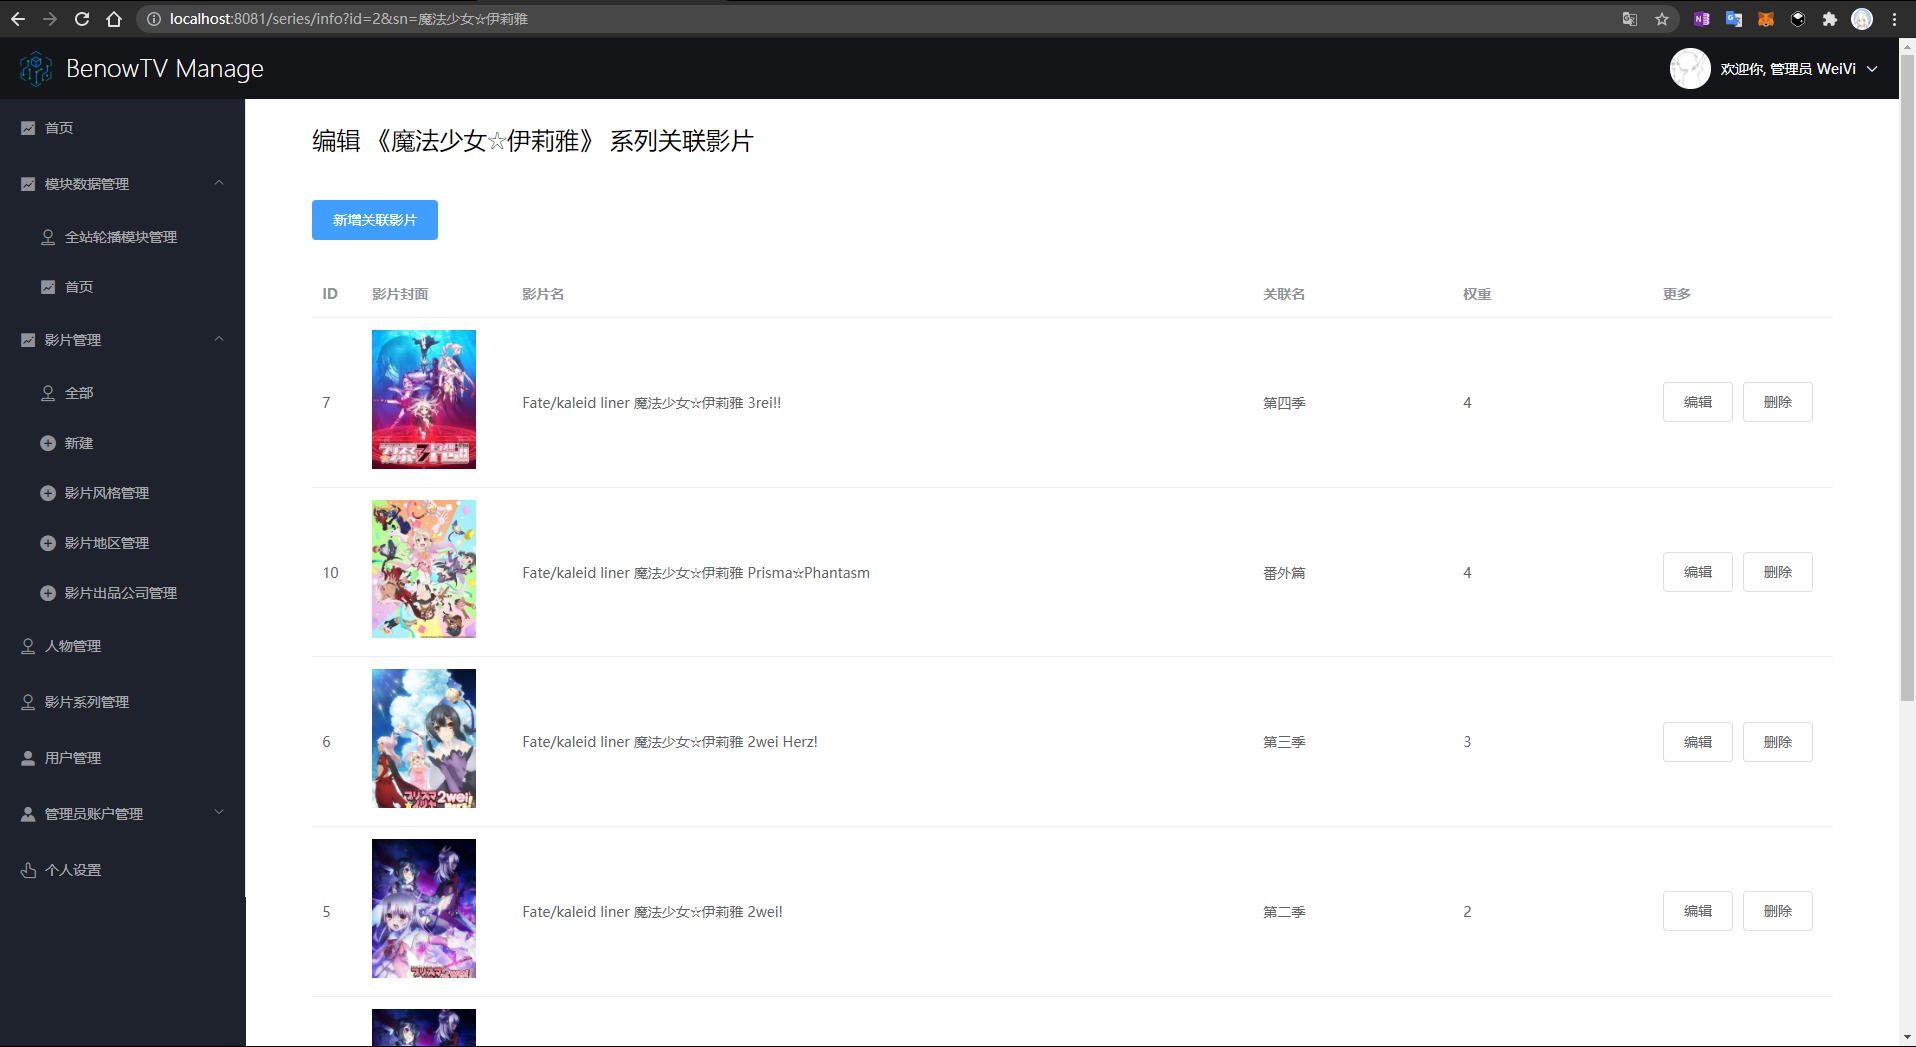 localhost:8081/series/info?id=2&sn=魔法少女☆伊莉雅
BenowTV Manage
欢迎你, 管理员 WeiVi
首页
模块数据管理
全站轮播模块管理
首页
影片管理
全部
新建
影片风格管理
影片地区管理
影片出品公司管理
人物管理
影片系列管理
用户管理
管理员账户管理
个人设置
编辑 《魔法少女☆伊莉雅》 系列关联影片
新增关联影片
ID 影片封面 影片名 关联名 权重 更多
7 Fate/kaleid liner 魔法少女☆伊莉雅 3rei!! 第四季 4 编辑 删除
10 Fate/kaleid liner 魔法少女☆伊莉雅 Prisma☆Phantasm 番外篇 4 编辑 删除
6 Fate/kaleid liner 魔法少女☆伊莉雅 2wei Herz! 第三季 3 编辑 删除
プリズマ 2wei
5 Fate/kaleid liner 魔法少女☆伊莉雅 2wei! 第二季 2 编辑 删除
プリズマ 2wei!